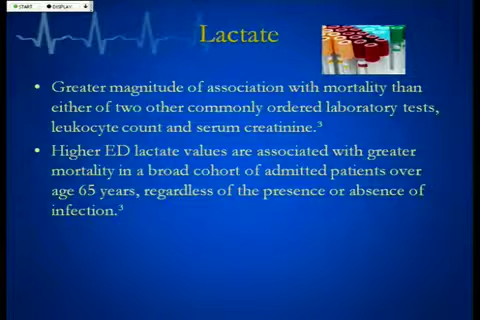 START DISPLAY
Lactate
• Greater magnitude of association with mortality than
either of two other commonly ordered laboratory tests,
leukocyte count and serum creatinine.³
• Higher ED lactate values are associated with greater
mortality in a broad cohort of admitted patients over
age 65 years, regardless of the presence or absence of
infection.³